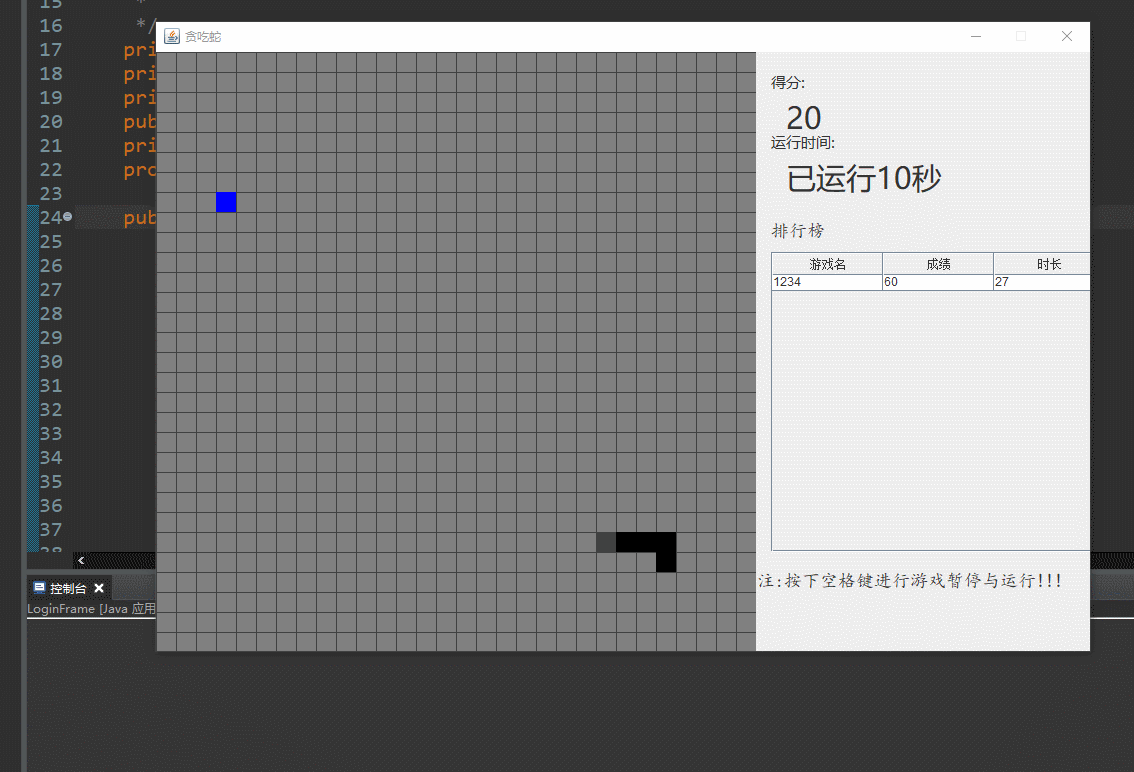 15 *
16 */
17 pri
18 pri
19 pri
20 pub
21 pri
22 pro
23
24 pub
25
26
27
28
29
30
31
32
33
34
35
36
37
38
控制台
LoginFrame [Java 应用
贪吃蛇
得分:
20
运行时间:
已运行10秒
排行榜
游戏名 成绩 时长
1234 60 27
注:按下空格键进行游戏暂停与运行!!!